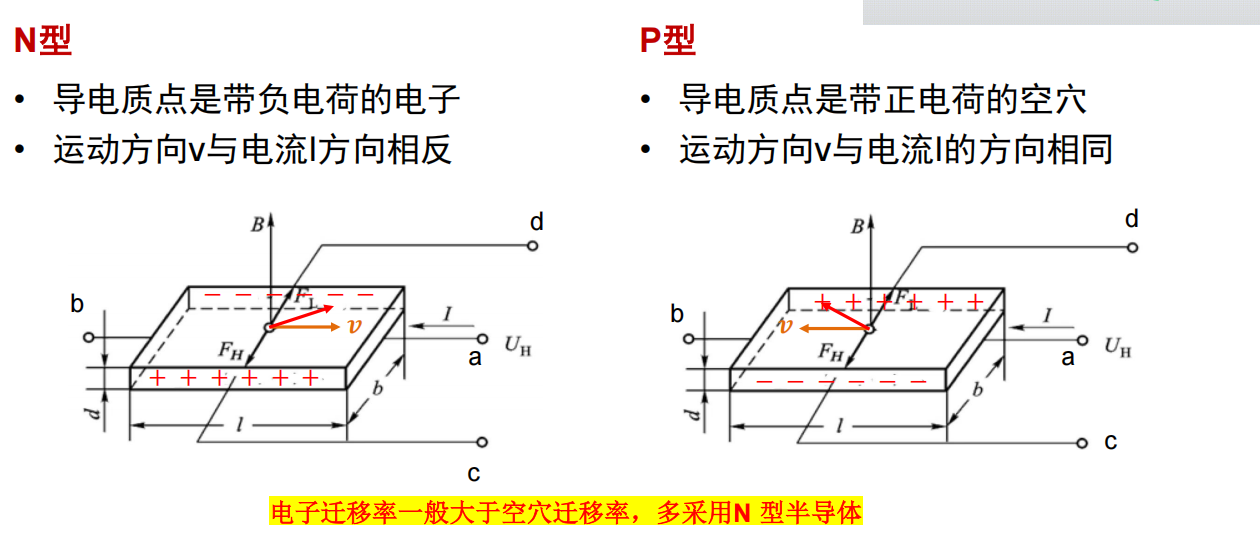 N型
• 导电质点是带负电荷的电子
• 运动方向v与电流I方向相反
B
d
b
F_L
v
I
F_H
a
U_H
b
d
l
c
P型
• 导电质点是带正电荷的空穴
• 运动方向v与电流I的方向相同
B
d
b
F_L
v
I
F_H
a
U_H
b
d
l
c
电子迁移率一般大于空穴迁移率，多采用N 型半导体